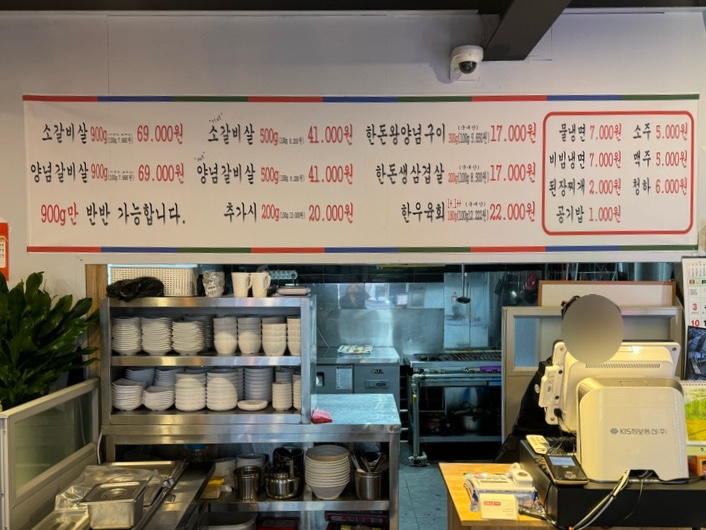 소갈비살 900g 69.000원
양념갈비살 900g 69.000원
900g만 반반 가능합니다.
소갈비살 500g 41.000원
양념갈비살 500g 41.000원
추가시 200g 20.000원
한돈왕양념구이 17.000원
한돈생삼겹살 17.000원
한우육회 22.000원
물냉면 7.000원
비빔냉면 7.000원
된장찌개 2.000원
공기밥 1.000원
소주 5.000원
맥주 5.000원
청하 6.000원
KIS정보통신(주)